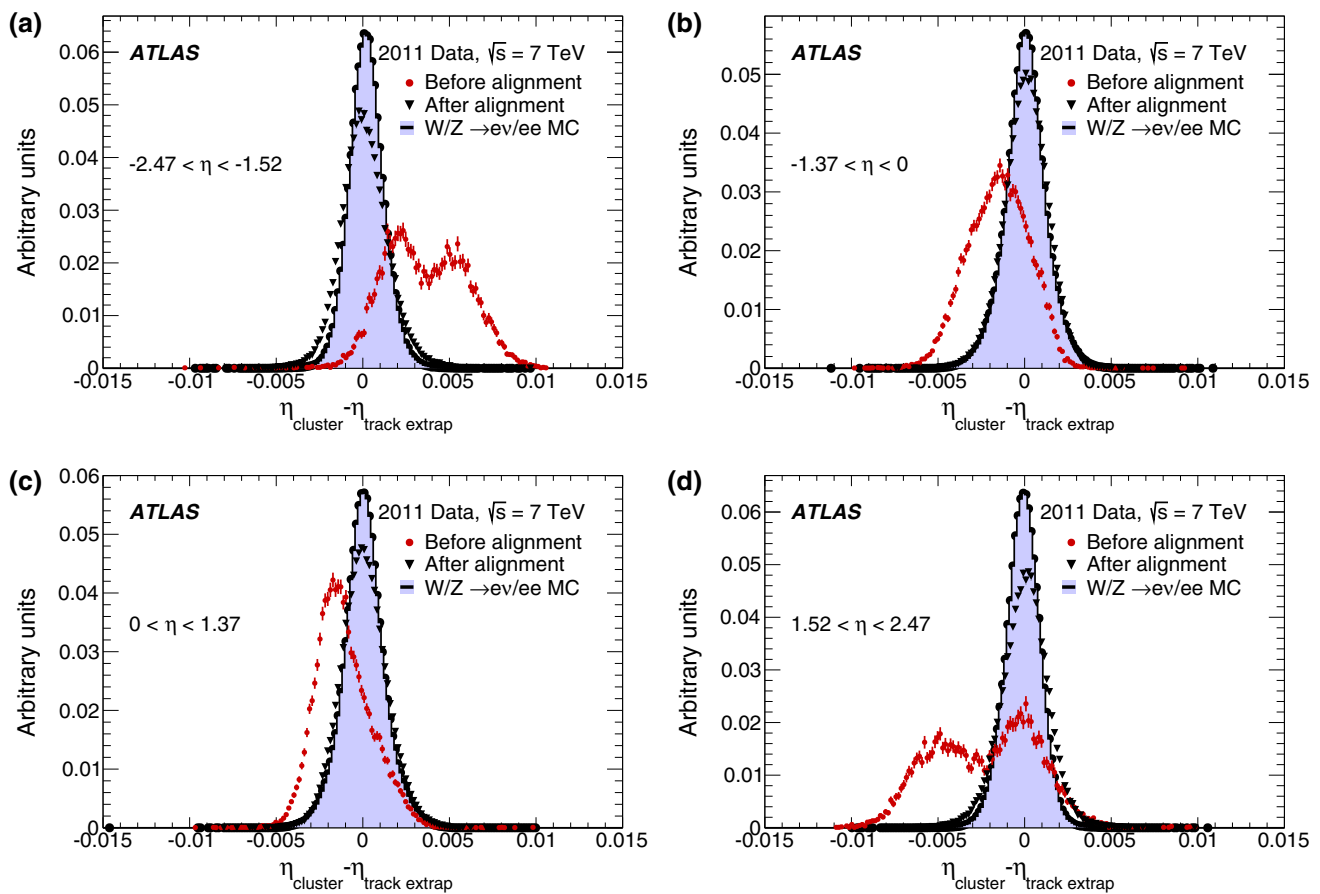 (a)
ATLAS
2011 Data, √s = 7 TeV
Before alignment
After alignment
W/Z →eν/ee MC
-2.47 < η < -1.52
Arbitrary units
0.06
0.05
0.04
0.03
0.02
0.01
0
-0.015 -0.01 -0.005 0 0.005 0.01 0.015
η cluster -η track extrap
(b)
ATLAS
2011 Data, √s = 7 TeV
Before alignment
After alignment
W/Z →eν/ee MC
-1.37 < η < 0
Arbitrary units
0.05
0.04
0.03
0.02
0.01
0
-0.015 -0.01 -0.005 0 0.005 0.01 0.015
η cluster -η track extrap
(c)
ATLAS
2011 Data, √s = 7 TeV
Before alignment
After alignment
W/Z →eν/ee MC
0 < η < 1.37
Arbitrary units
0.06
0.05
0.04
0.03
0.02
0.01
0
-0.015 -0.01 -0.005 0 0.005 0.01 0.015
η cluster -η track extrap
(d)
ATLAS
2011 Data, √s = 7 TeV
Before alignment
After alignment
W/Z →eν/ee MC
1.52 < η < 2.47
Arbitrary units
0.06
0.05
0.04
0.03
0.02
0.01
0
-0.015 -0.01 -0.005 0 0.005 0.01 0.015
η cluster -η track extrap